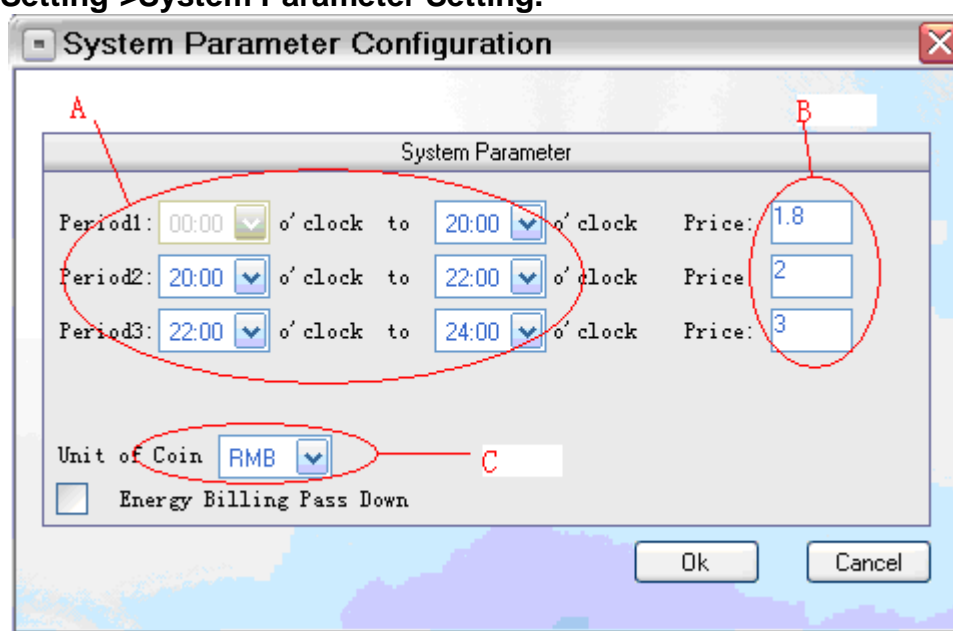 Setting->System Parameter Setting.
System Parameter Configuration
A
B
System Parameter
Period1: 00:00 o'clock to 20:00 o'clock Price: 1.8
Period2: 20:00 o'clock to 22:00 o'clock Price 2
Period3: 22:00 o'clock to 24:00 o'clock Price: 3
Unit of Coin RMB C
Energy Billing Pass Down
Ok Cancel